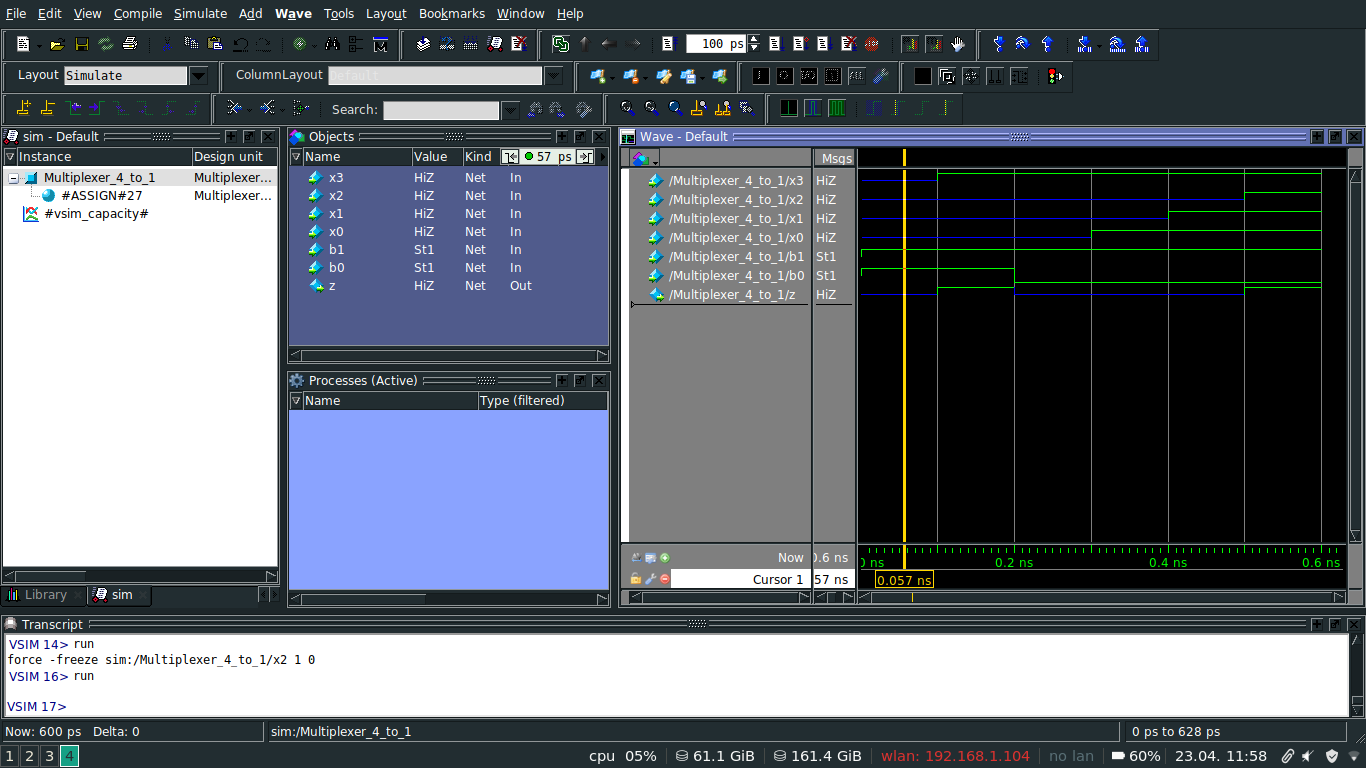 File Edit View Compile Simulate Add Wave Tools Layout Bookmarks Window Help
100 ps
Layout Simulate ColumnLayout Default
Search:
sim - Default
Instance Design unit
Multiplexer_4_to_1 Multiplexer...
#ASSIGN#27 Multiplexer...
#vsim_capacity#
Library sim
Objects
Name Value Kind 57 ps
x3 HiZ Net In
x2 HiZ Net In
x1 HiZ Net In
x0 HiZ Net In
b1 St1 Net In
b0 St1 Net In
z HiZ Net Out
Processes (Active)
Name Type (filtered)
Wave - Default
Msgs
/Multiplexer_4_to_1/x3 HiZ
/Multiplexer_4_to_1/x2 HiZ
/Multiplexer_4_to_1/x1 HiZ
/Multiplexer_4_to_1/x0 HiZ
/Multiplexer_4_to_1/b1 St1
/Multiplexer_4_to_1/b0 St1
/Multiplexer_4_to_1/z HiZ
Now 0.6 ns 0 ns 0.2 ns 0.4 ns 0.6 ns
Cursor 1 57 ns 0.057 ns
Transcript
VSIM 14> run
force -freeze sim:/Multiplexer_4_to_1/x2 1 0
VSIM 16> run
VSIM 17>
Now: 600 ps Delta: 0 sim:/Multiplexer_4_to_1 0 ps to 628 ps
1 2 3 4 cpu 05% 61.1 GiB 161.4 GiB wlan: 192.168.1.104 no lan 60% 23.04. 11:58